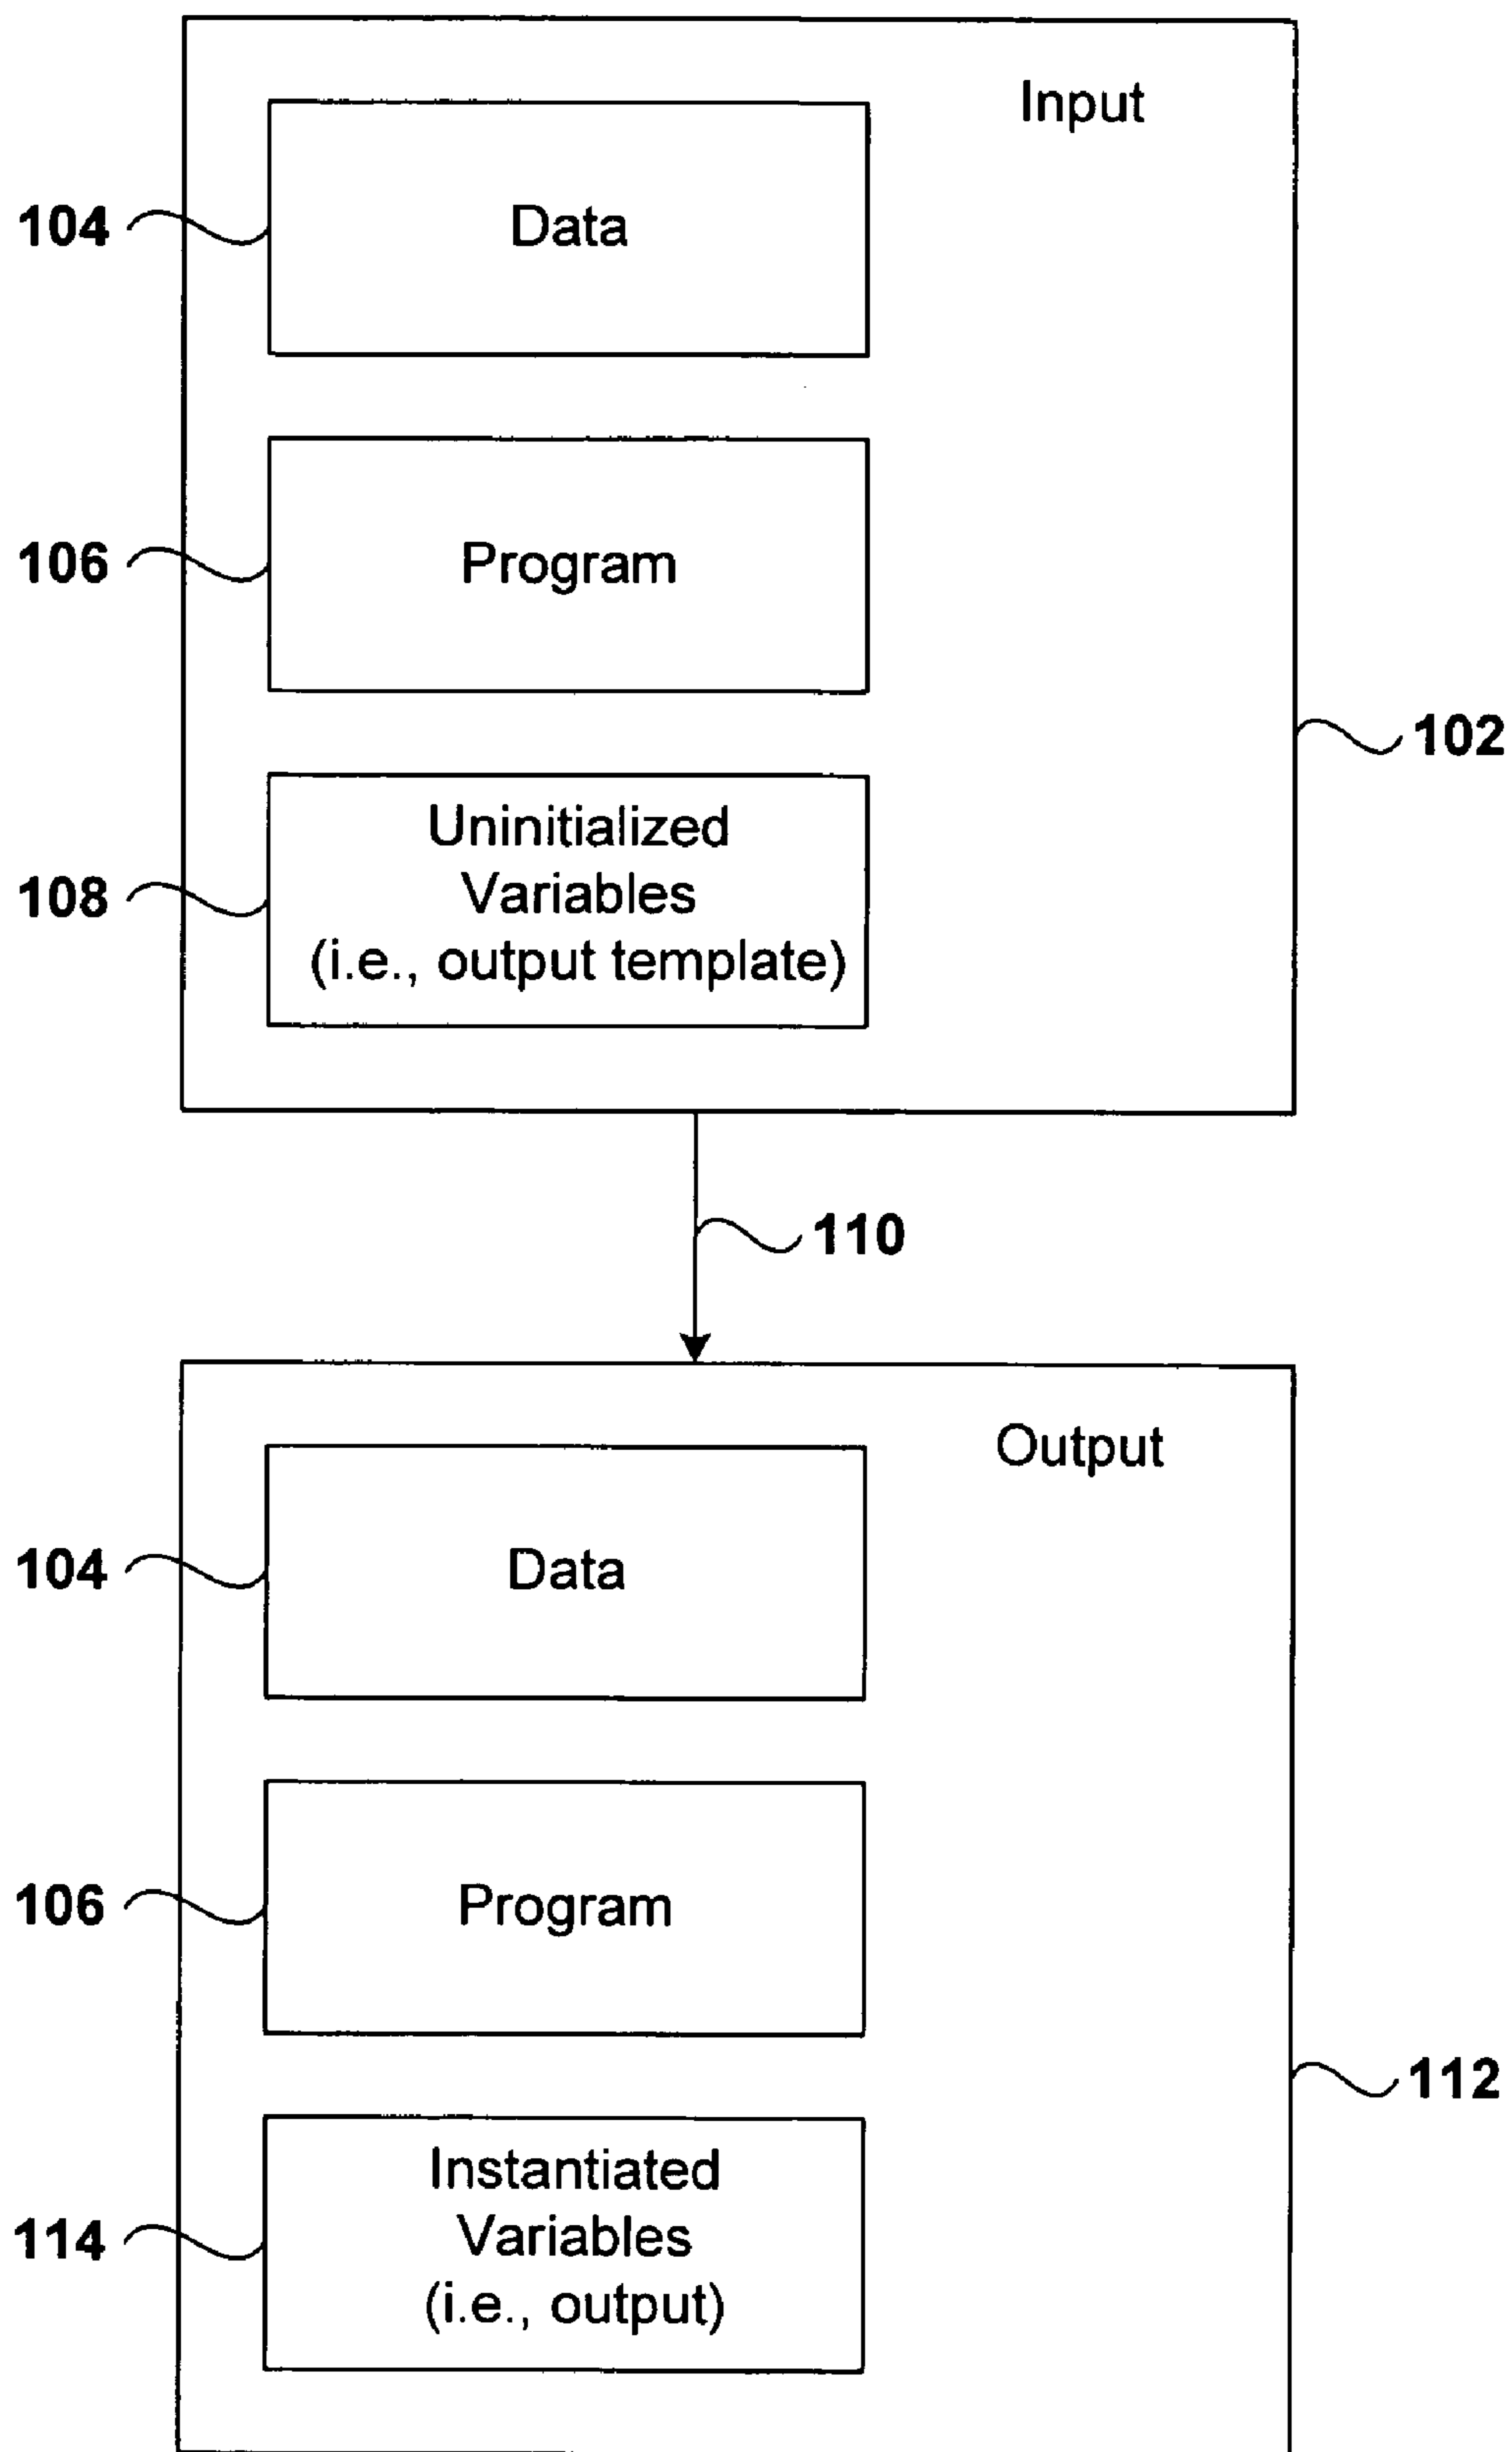 Input
104
Data
106
Program
102
108
Uninitialized
Variables
(i.e., output template)
110
Output
104
Data
106
Program
112
114
Instantiated
Variables
(i.e., output)